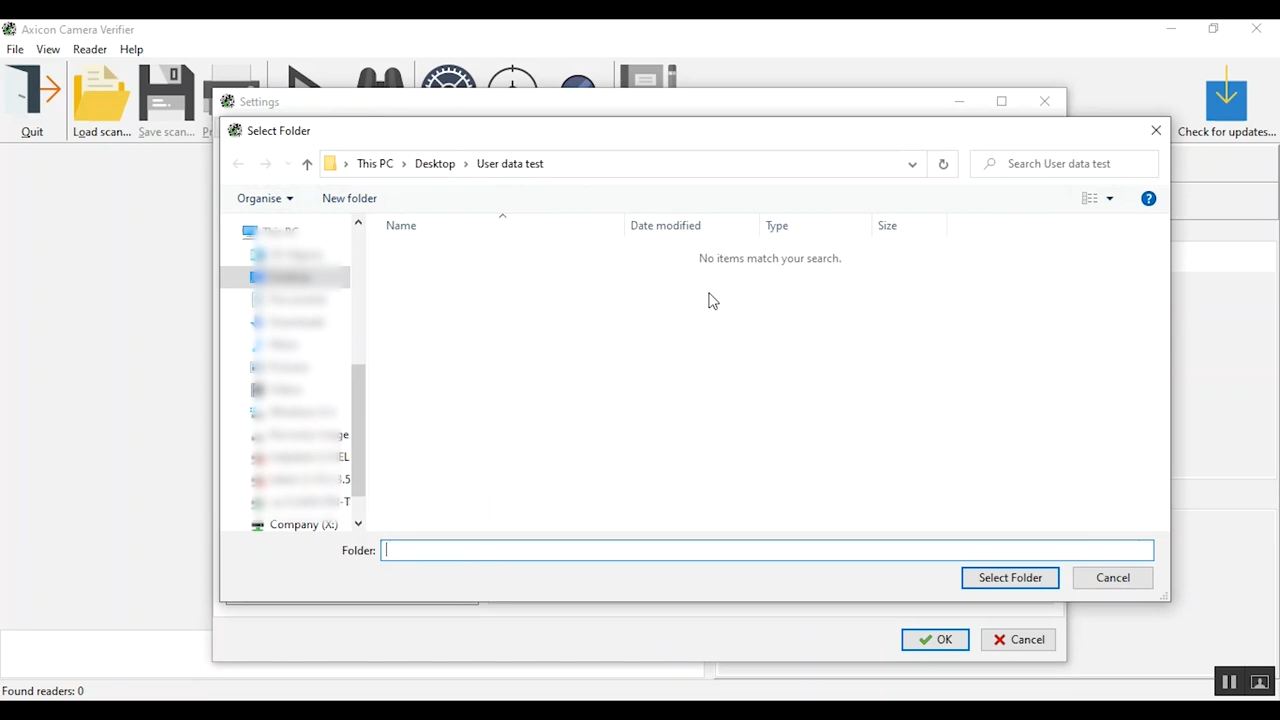 Axicon Camera Verifier
File View Reader Help
Quit
Load scan...
Save scan...
Check for updates...
Settings
Select Folder
This PC > Desktop > User data test
Search User data test
Organise
New folder
Name
Date modified
Type
Size
No items match your search.
Company (X:)
Folder:
Select Folder
Cancel
OK
Cancel
Found readers: 0